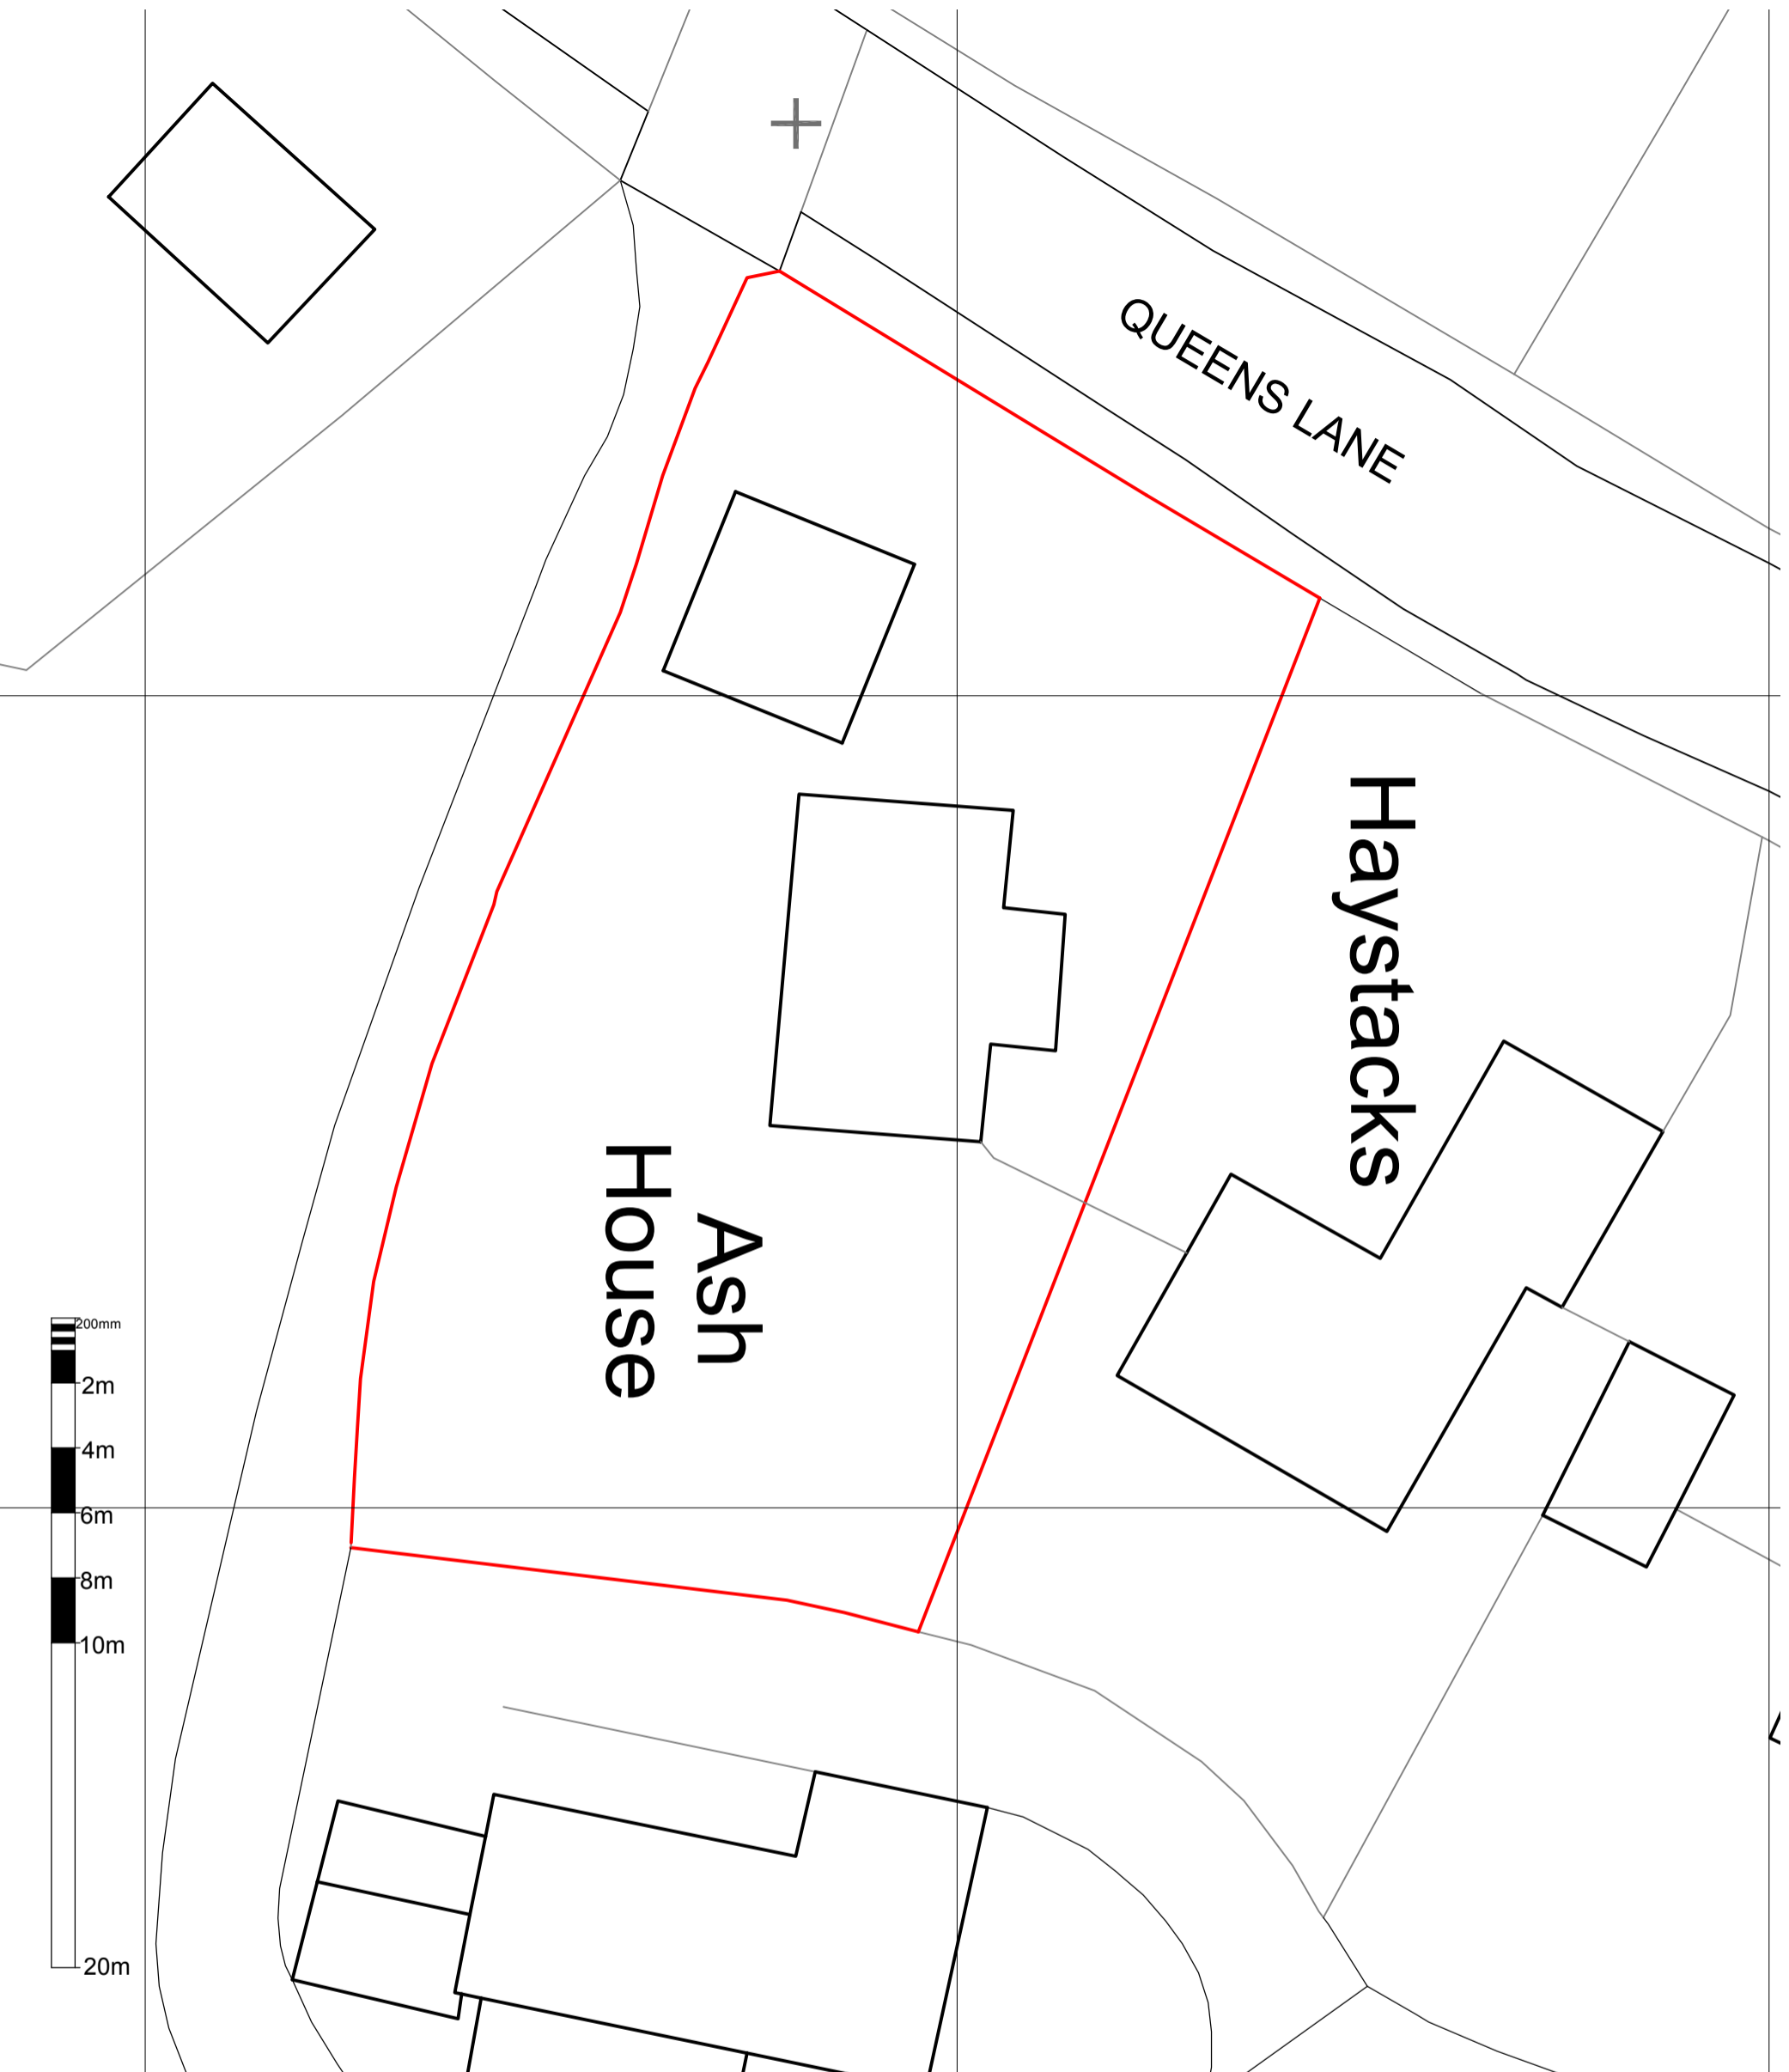 QUEENS LANE
Haystacks
Ash
House
200mm
2m
4m
6m
8m
10m
20m